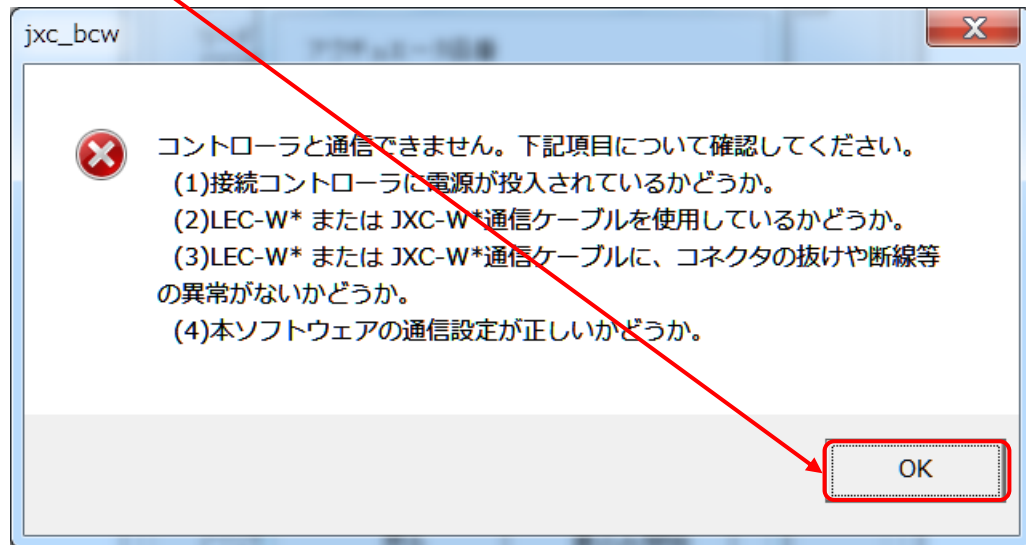 jxc_bcw
コントローラと通信できません。下記項目について確認してください。
(1)接続コントローラに電源が投入されているかどうか。
(2)LEC-W* または JXC-W*通信ケーブルを使用しているかどうか。
(3)LEC-W* または JXC-W*通信ケーブルに、コネクタの抜けや断線等
の異常がないかどうか。
(4)本ソフトウェアの通信設定が正しいかどうか。
OK